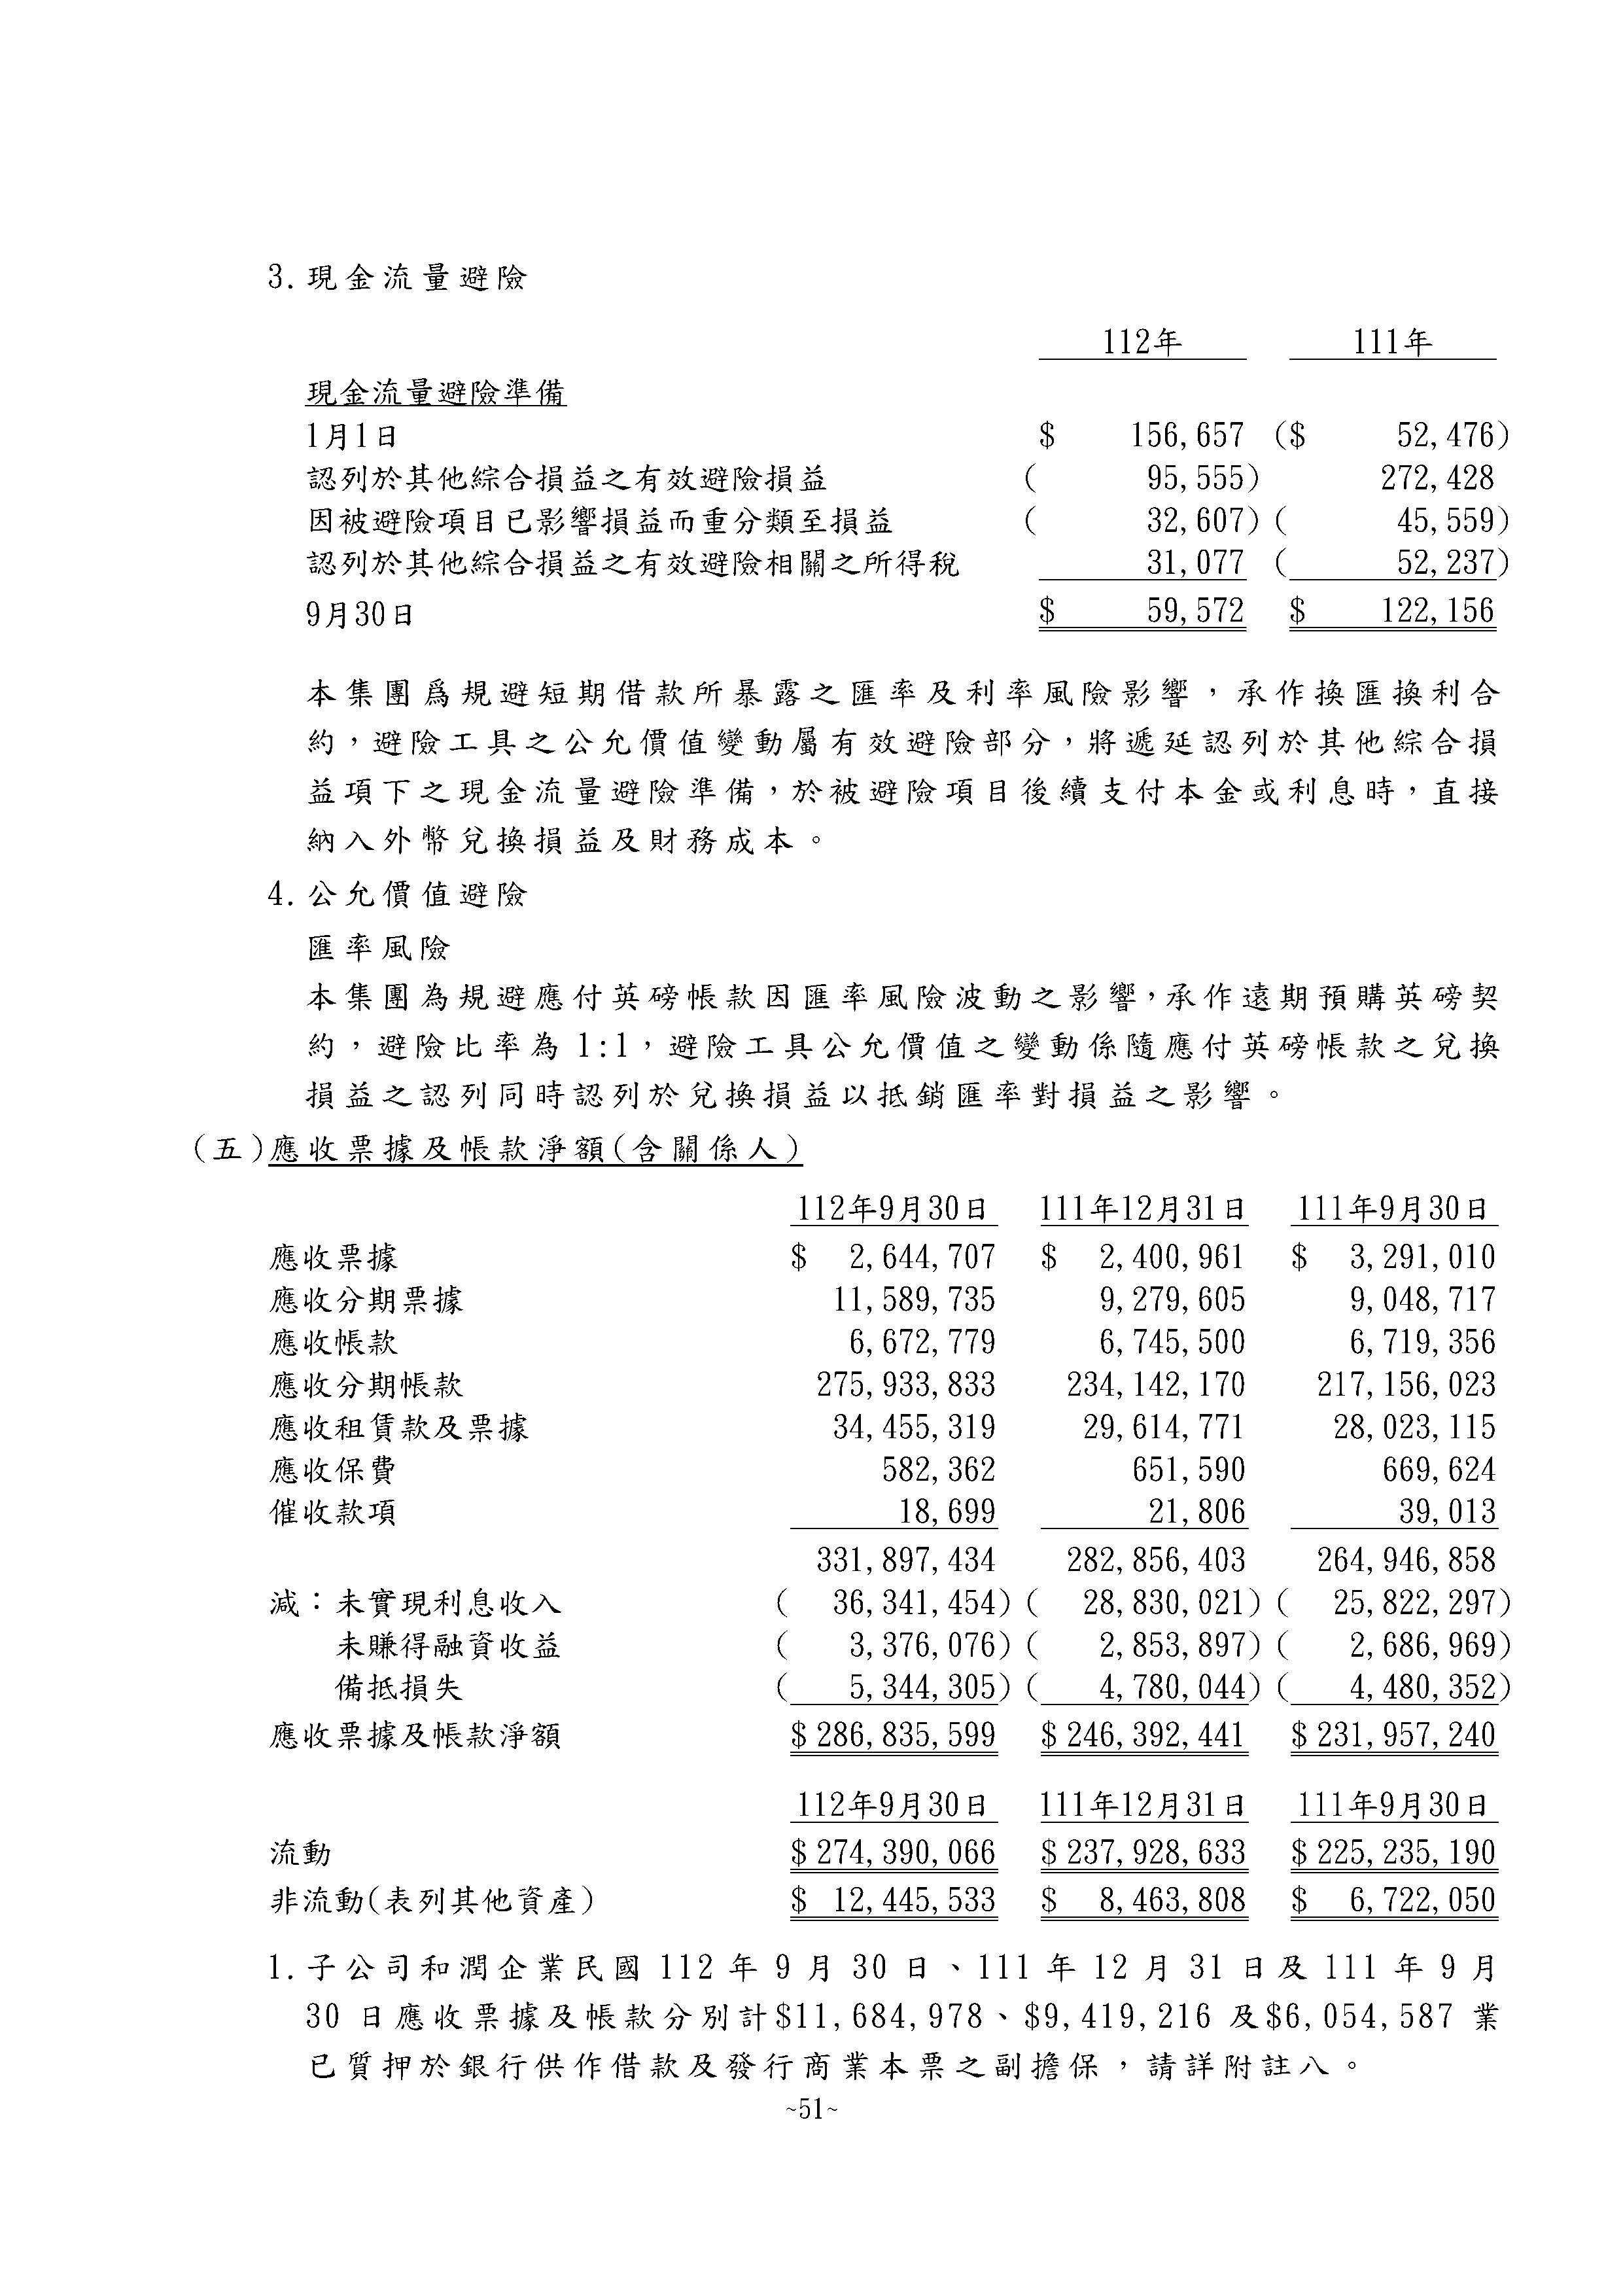 3.現金流量避險
112年 111年
現金流量避險準備
1月1日 $ 156,657 ($ 52,476)
認列於其他綜合損益之有效避險損益 ( 95,555) 272,428
因被避險項目已影響損益而重分類至損益 ( 32,607) ( 45,559)
認列於其他綜合損益之有效避險相關之所得稅 31,077 ( 52,237)
9月30日 $ 59,572 $ 122,156
本集團爲規避短期借款所暴露之匯率及利率風險影響，承作換匯換利合
約，避險工具之公允價值變動屬有效避險部分，將遞延認列於其他綜合損
益項下之現金流量避險準備，於被避險項目後續支付本金或利息時，直接
納入外幣兌換損益及財務成本。
4.公允價值避險
匯率風險
本集團為規避應付英磅帳款因匯率風險波動之影響，承作遠期預購英磅契
約，避險比率為 1:1，避險工具公允價值之變動係隨應付英磅帳款之兌換
損益之認列同時認列於兌換損益以抵銷匯率對損益之影響。
(五)應收票據及帳款淨額(含關係人)
112年9月30日 111年12月31日 111年9月30日
應收票據 $ 2,644,707 $ 2,400,961 $ 3,291,010
應收分期票據 11,589,735 9,279,605 9,048,717
應收帳款 6,672,779 6,745,500 6,719,356
應收分期帳款 275,933,833 234,142,170 217,156,023
應收租賃款及票據 34,455,319 29,614,771 28,023,115
應收保費 582,362 651,590 669,624
催收款項 18,699 21,806 39,013
331,897,434 282,856,403 264,946,858
減：未實現利息收入 ( 36,341,454) ( 28,830,021) ( 25,822,297)
未賺得融資收益 ( 3,376,076) ( 2,853,897) ( 2,686,969)
備抵損失 ( 5,344,305) ( 4,780,044) ( 4,480,352)
應收票據及帳款淨額 $ 286,835,599 $ 246,392,441 $ 231,957,240
112年9月30日 111年12月31日 111年9月30日
流動 $ 274,390,066 $ 237,928,633 $ 225,235,190
非流動(表列其他資產) $ 12,445,533 $ 8,463,808 $ 6,722,050
1.子公司和潤企業民國 112 年 9 月 30 日、111 年 12 月 31 日及 111 年 9 月
30 日應收票據及帳款分別計$11,684,978、$9,419,216 及$6,054,587 業
已質押於銀行供作借款及發行商業本票之副擔保，請詳附註八。
~51~